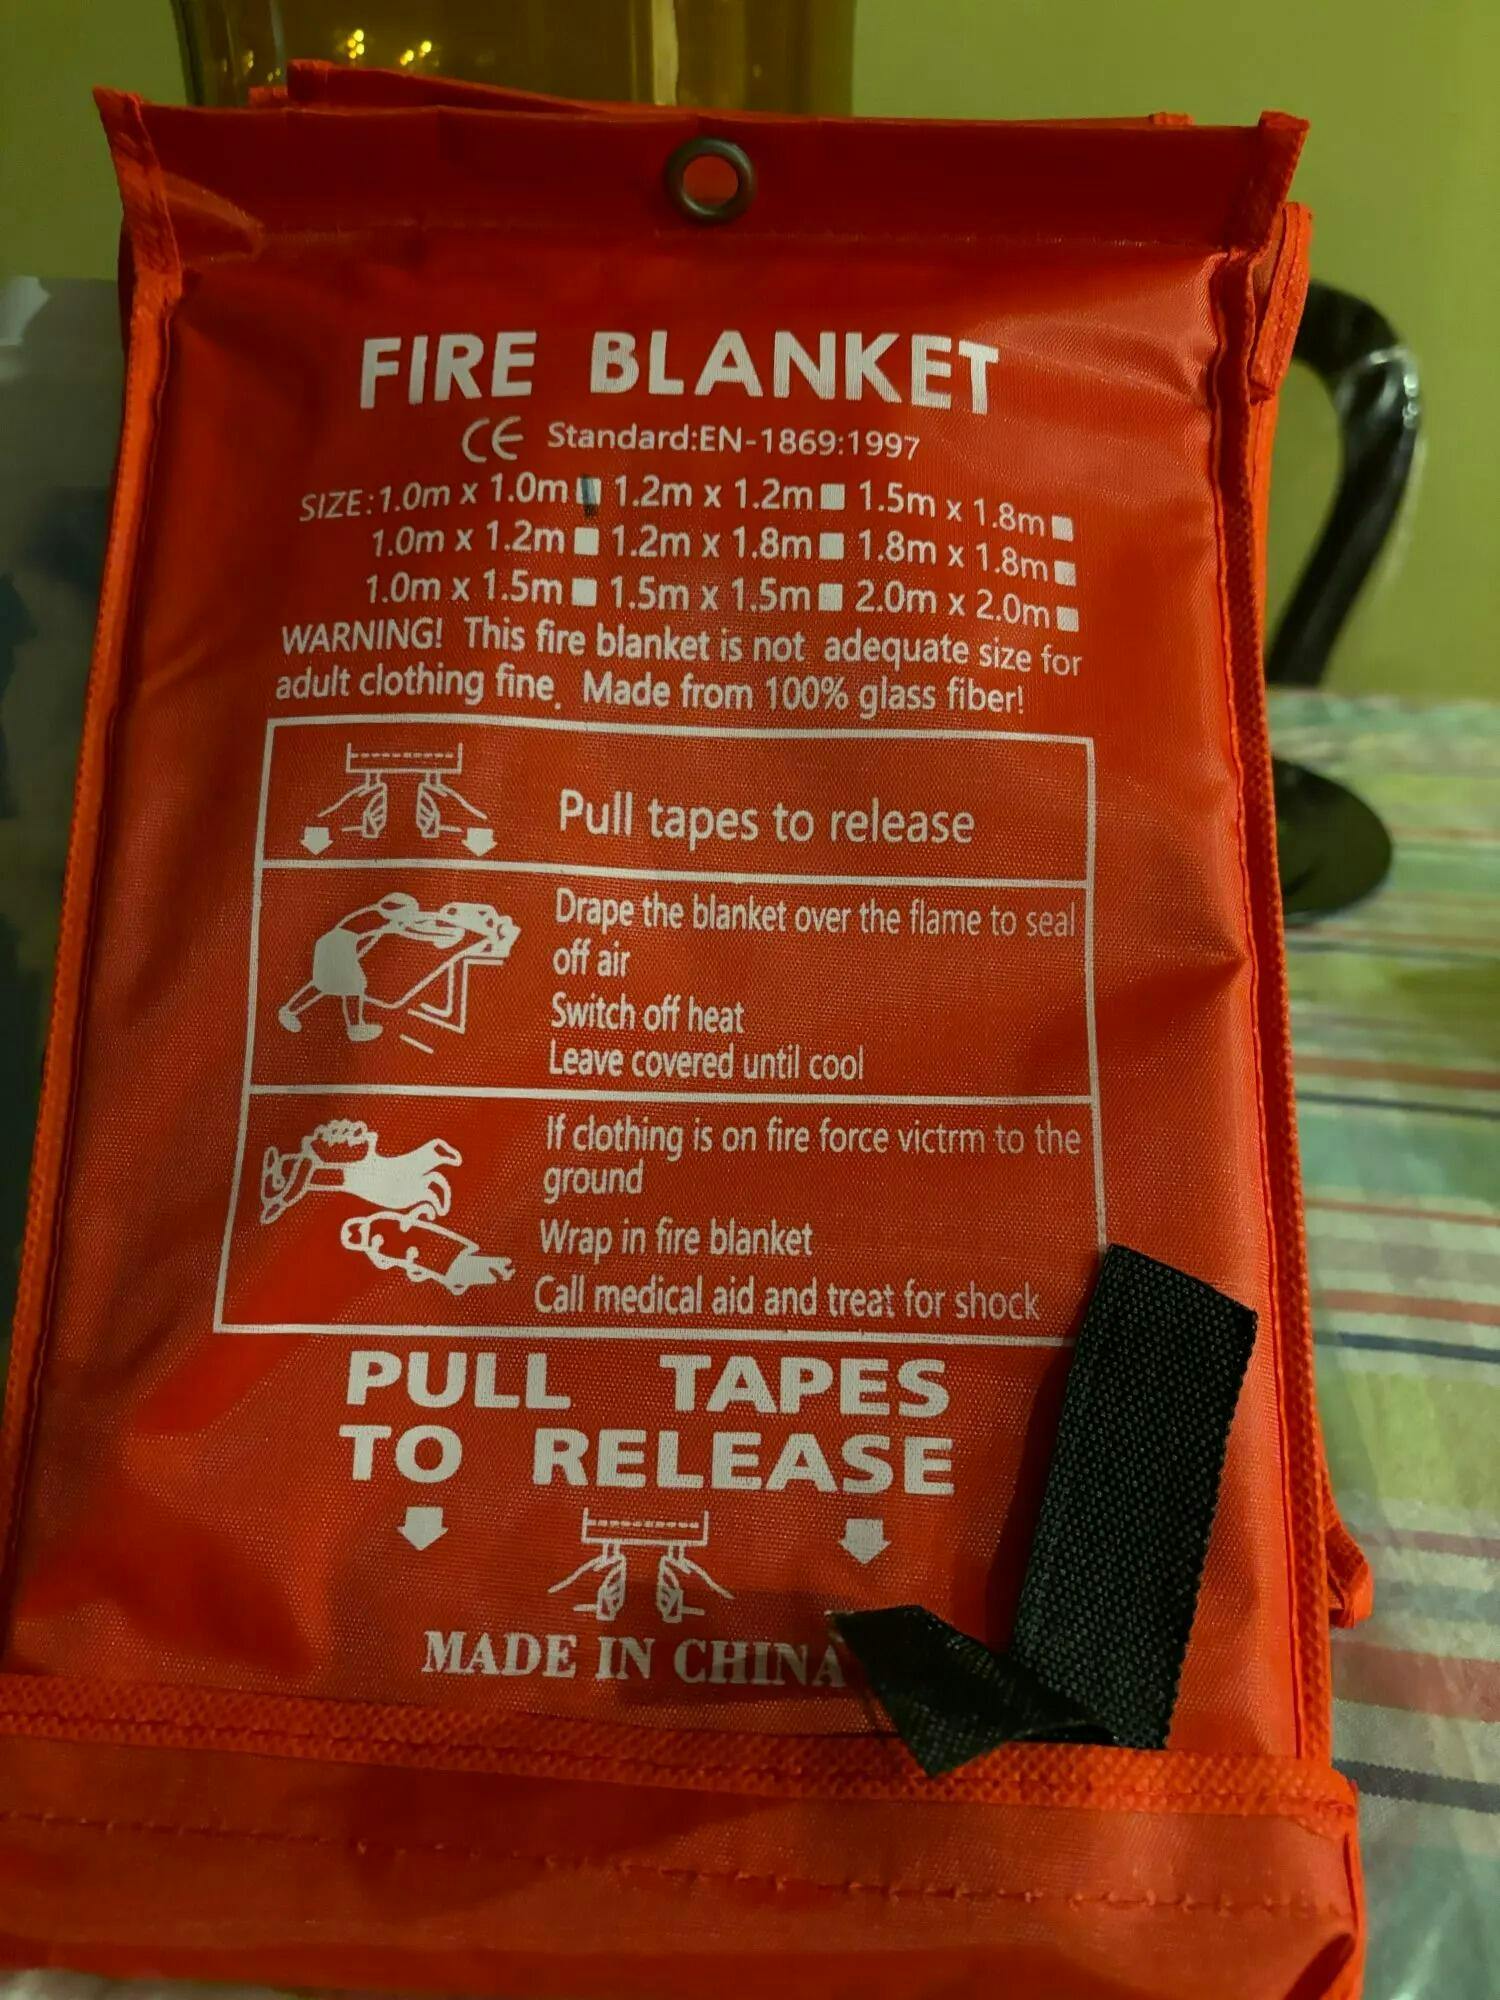 FIRE BLANKET
CE Standard:EN-1869:1997
SIZE:1.0m x 1.0m 1.2m x 1.2m 1.5m x 1.8m
1.0m x 1.2m 1.2m x 1.8m 1.8m x 1.8m
1.0m x 1.5m 1.5m x 1.5m 2.0m x 2.0m
WARNING! This fire blanket is not adequate size for
adult clothing fine. Made from 100% glass fiber!
Pull tapes to release
Drape the blanket over the flame to seal
off air
Switch off heat
Leave covered until cool
If clothing is on fire force victrm to the
ground
Wrap in fire blanket
Call medical aid and treat for shock
PULL TAPES
TO RELEASE
MADE IN CHINA